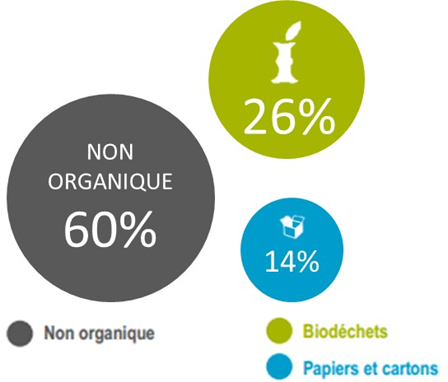 26%
NON
ORGANIQUE
60%
14%
Non organique
Biodéchets
Papiers et cartons